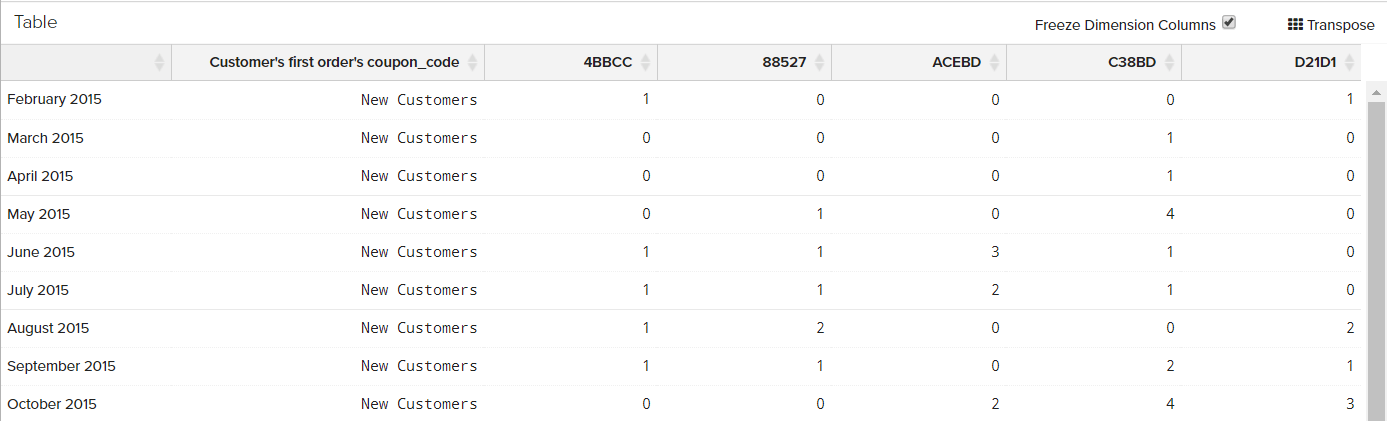 Table Freeze Dimension Columns Transpose
Customer's first order's coupon_code 4BBCC 88527 ACEBD C38BD D21D1
February 2015 New Customers 1 0 0 0 1
March 2015 New Customers 0 0 0 1 0
April 2015 New Customers 0 0 0 1 0
May 2015 New Customers 0 1 0 4 0
June 2015 New Customers 1 1 3 1 0
July 2015 New Customers 1 1 2 1 0
August 2015 New Customers 1 2 0 0 2
September 2015 New Customers 1 1 0 2 1
October 2015 New Customers 0 0 2 4 3